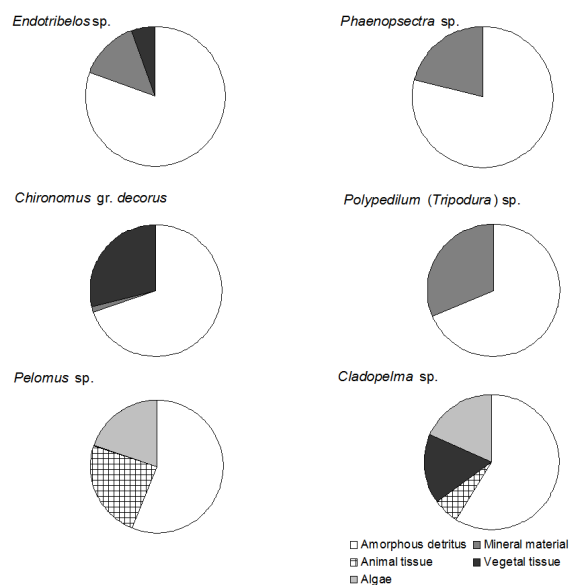 Endotribelos sp.
Phaenopsectra sp.
Chironomus gr. decorus
Polypedilum (Tripodura) sp.
Pelomus sp.
Cladopelma sp.
Amorphous detritus
Mineral material
Animal tissue
Vegetal tissue
Algae